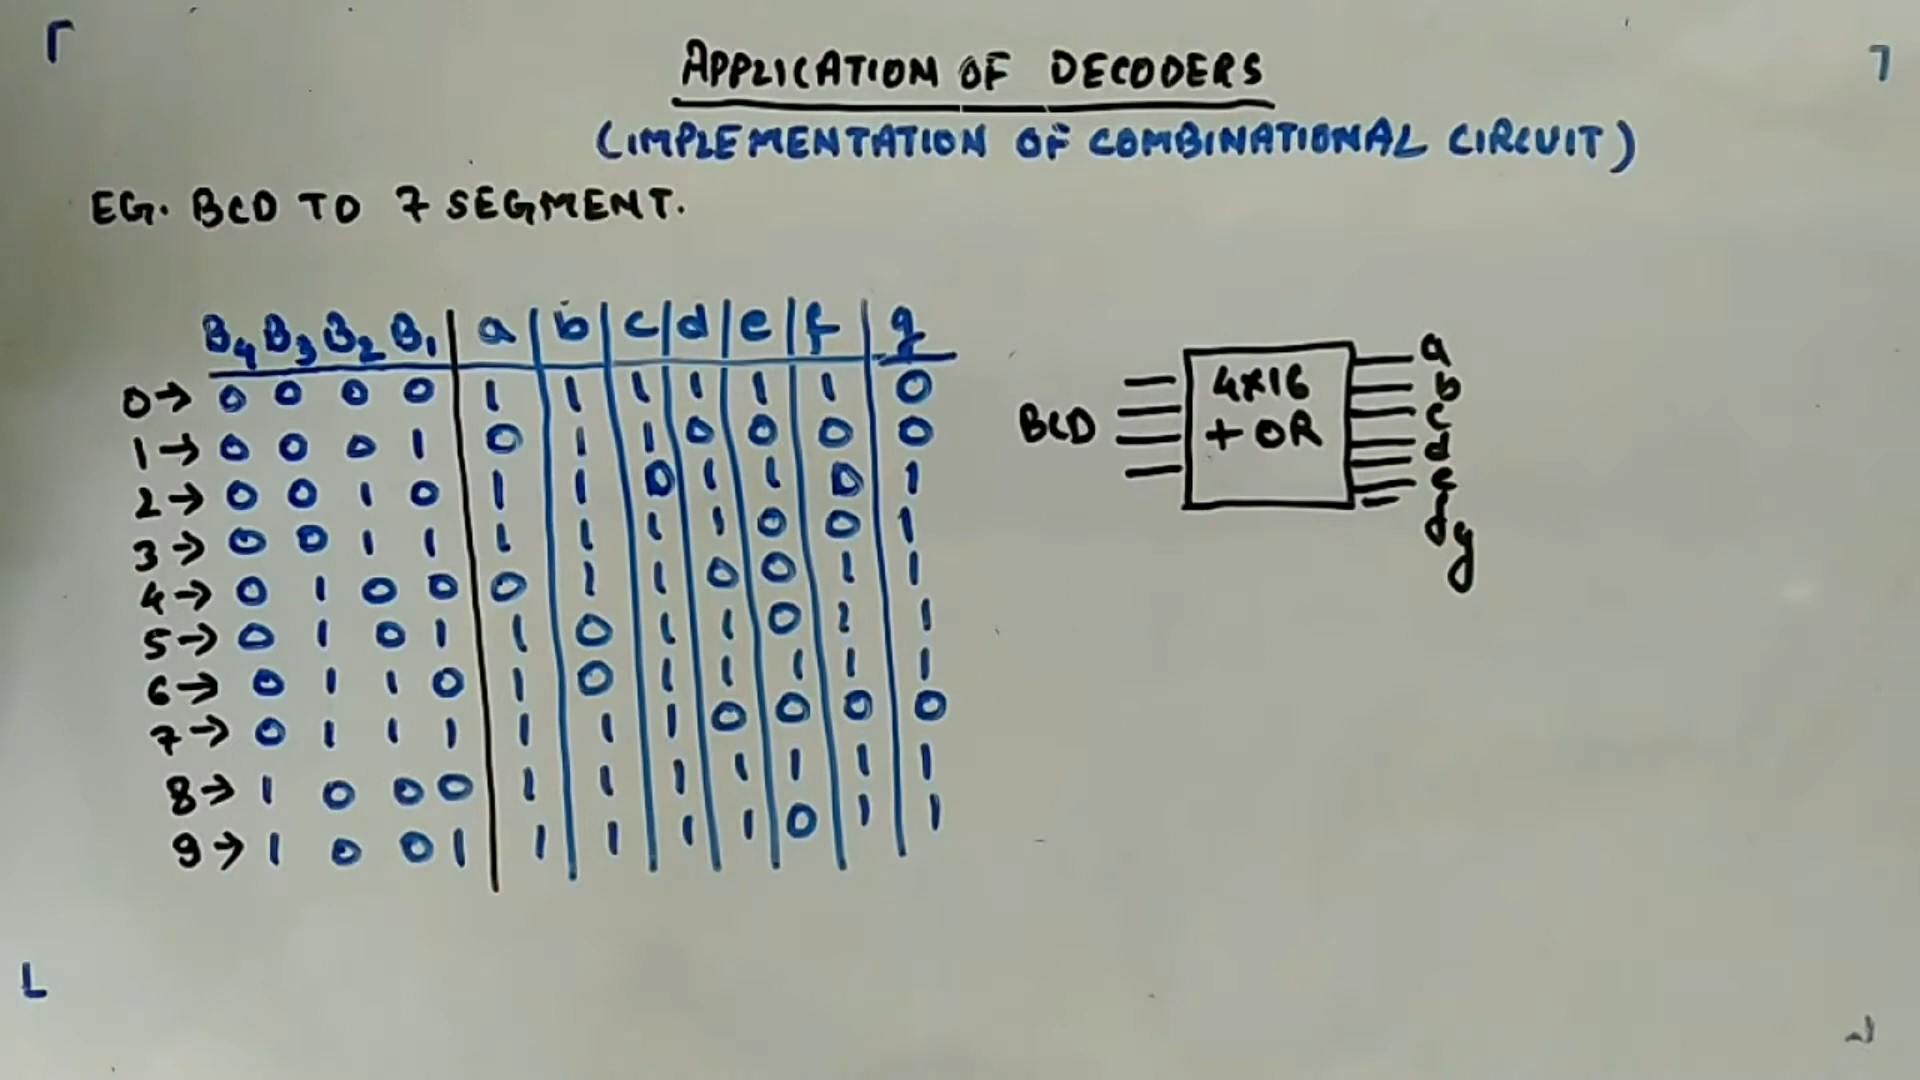 APPLICATION OF DECODERS
(IMPLEMENTATION OF COMBINATIONAL CIRCUIT)
EG. BCD TO 7 SEGMENT.
B4 B3 B2 B1 a b c d e f g
0→ 0 0 0 0 1 1 1 1 1 1 0
1→ 0 0 0 1 0 1 1 0 0 0 0
2→ 0 0 1 0 1 1 0 1 1 0 1
3→ 0 0 1 1 1 1 1 1 0 0 1
4→ 0 1 0 0 0 1 1 0 0 1 1
5→ 0 1 0 1 1 0 1 1 0 1 1
6→ 0 1 1 0 1 0 1 1 1 1 1
7→ 0 1 1 1 1 1 1 0 0 0 0
8→ 1 0 0 0 1 1 1 1 1 1 1
9→ 1 0 0 1 1 1 1 1 0 1 1
BCD
4×16
+ OR
a
b
c
d
e
f
g